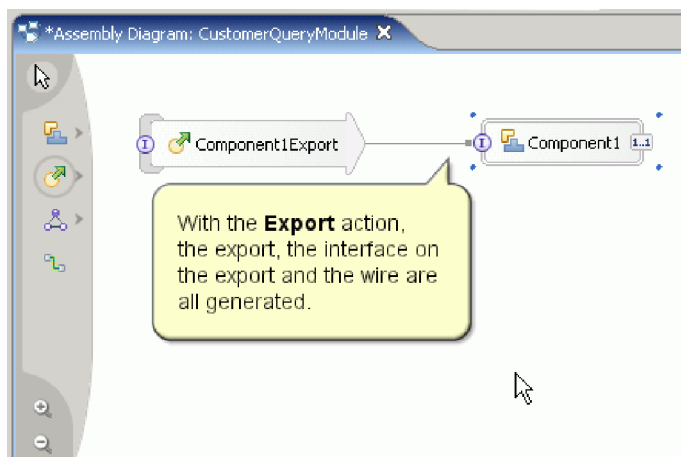 *Assembly Diagram: CustomerQueryModule
I Component1Export
I Component1 1..1
With the Export action,
the export, the interface on
the export and the wire are
all generated.